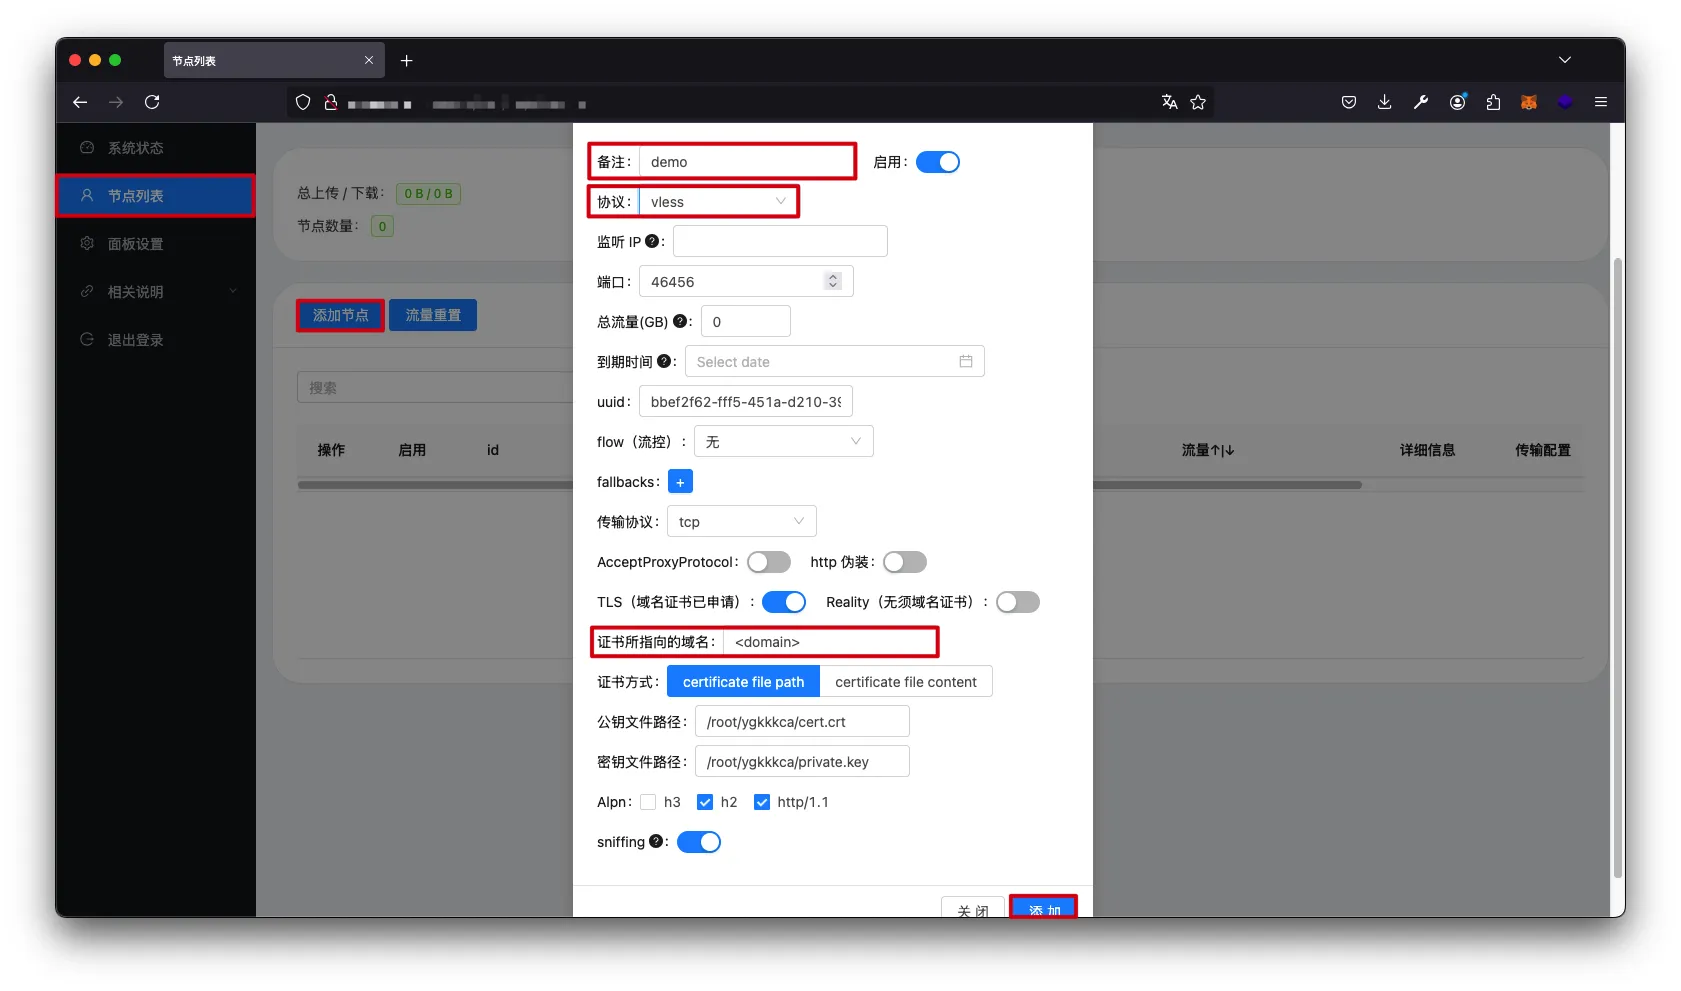 节点列表
系统状态
节点列表
面板设置
相关说明
退出登录
总上传 / 下载: 0 B / 0 B
节点数量: 0
添加节点 流量重置
搜索
操作 启用 id 流量↑|↓ 详细信息 传输配置
备注: demo 启用:
协议: vless
监听 IP ?:
端口: 46456
总流量(GB) ?: 0
到期时间 ?: Select date
uuid: bbef2f62-fff5-451a-d210-39
flow（流控）: 无
fallbacks: +
传输协议: tcp
AcceptProxyProtocol: http 伪装:
TLS（域名证书已申请）: Reality（无须域名证书）:
证书所指向的域名: <domain>
证书方式: certificate file path certificate file content
公钥文件路径: /root/ygkkkca/cert.crt
密钥文件路径: /root/ygkkkca/private.key
Alpn: h3 h2 http/1.1
sniffing ?:
关 闭 添 加